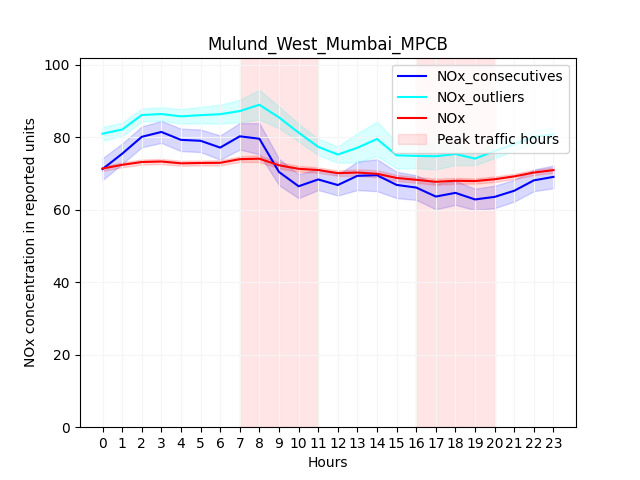 Mulund_West_Mumbai_MPCB
NOx_consecutives
NOx_outliers
NOx
Peak traffic hours
NOx concentration in reported units
100
80
60
40
20
0
0 1 2 3 4 5 6 7 8 9 10 11 12 13 14 15 16 17 18 19 20 21 22 23
Hours